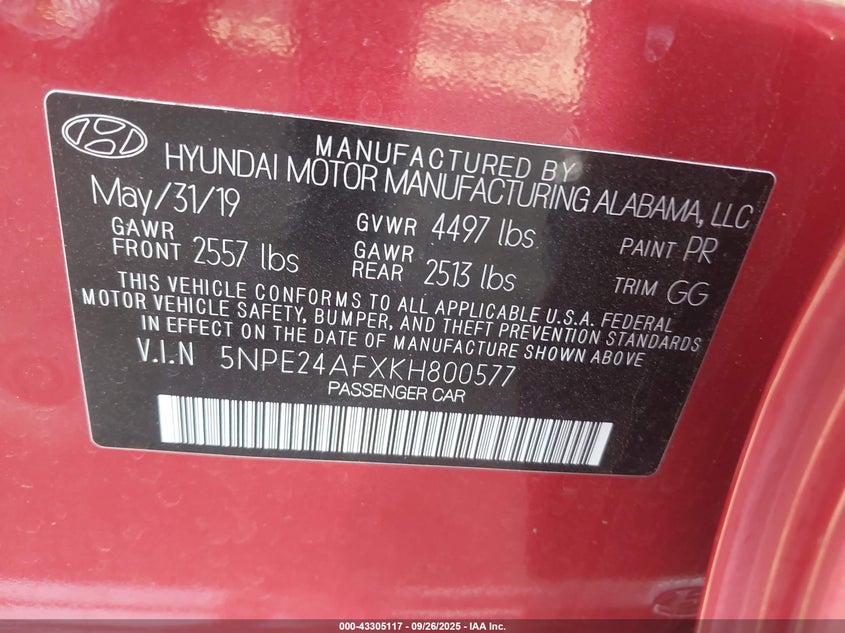 MANUFACTURED BY
HYUNDAI MOTOR MANUFACTURING ALABAMA, LLC
May/31/19
GAWR FRONT 2557 lbs
GVWR 4497 lbs
GAWR REAR 2513 lbs
PAINT PR
TRIM GG
THIS VEHICLE CONFORMS TO ALL APPLICABLE U.S.A. FEDERAL
MOTOR VEHICLE SAFETY, BUMPER, AND THEFT PREVENTION STANDARDS
IN EFFECT ON THE DATE OF MANUFACTURE SHOWN ABOVE
V.I.N 5NPE24AFXKH800577
PASSENGER CAR
000-43305117 - 09/26/2025 - IAA Inc.